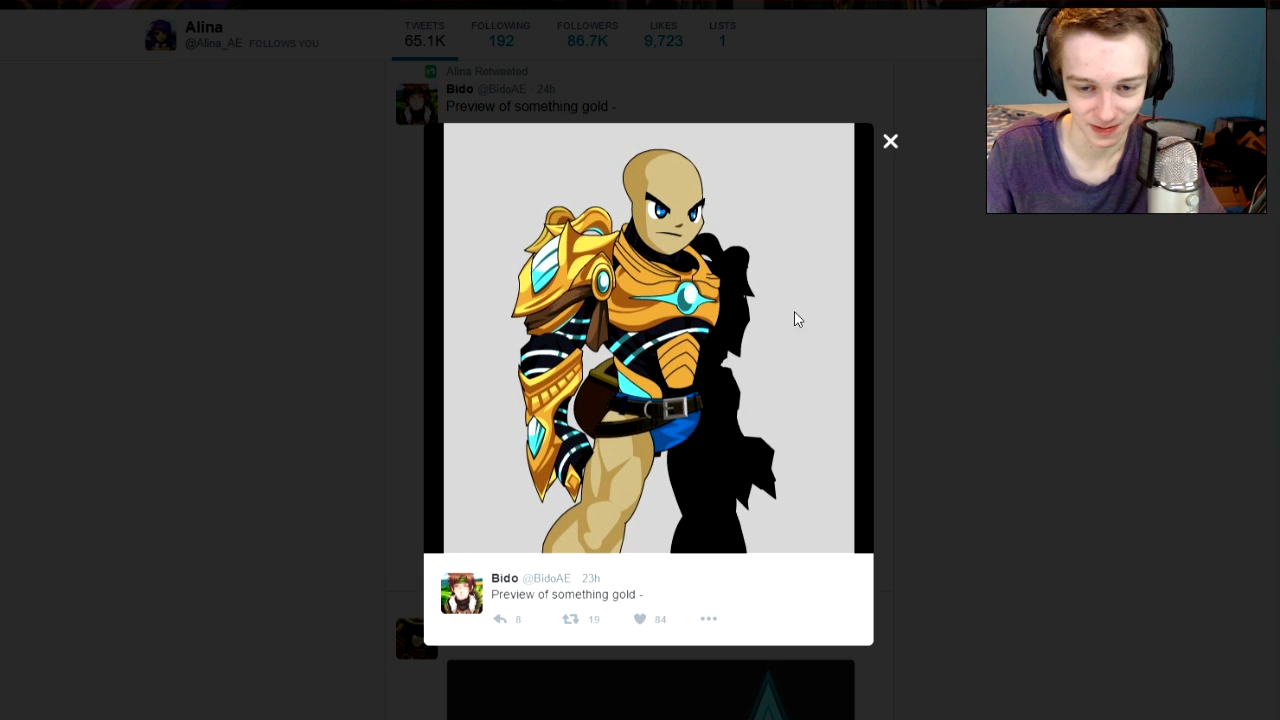 Alina
@Alina_AE FOLLOWS YOU
TWEETS
65.1K
FOLLOWING
192
FOLLOWERS
86.7K
LIKES
9,723
LISTS
1
Alina Retweeted
Bido @BidoAE · 24h
Preview of something gold -
Bido @BidoAE · 23h
Preview of something gold -
8 19 84